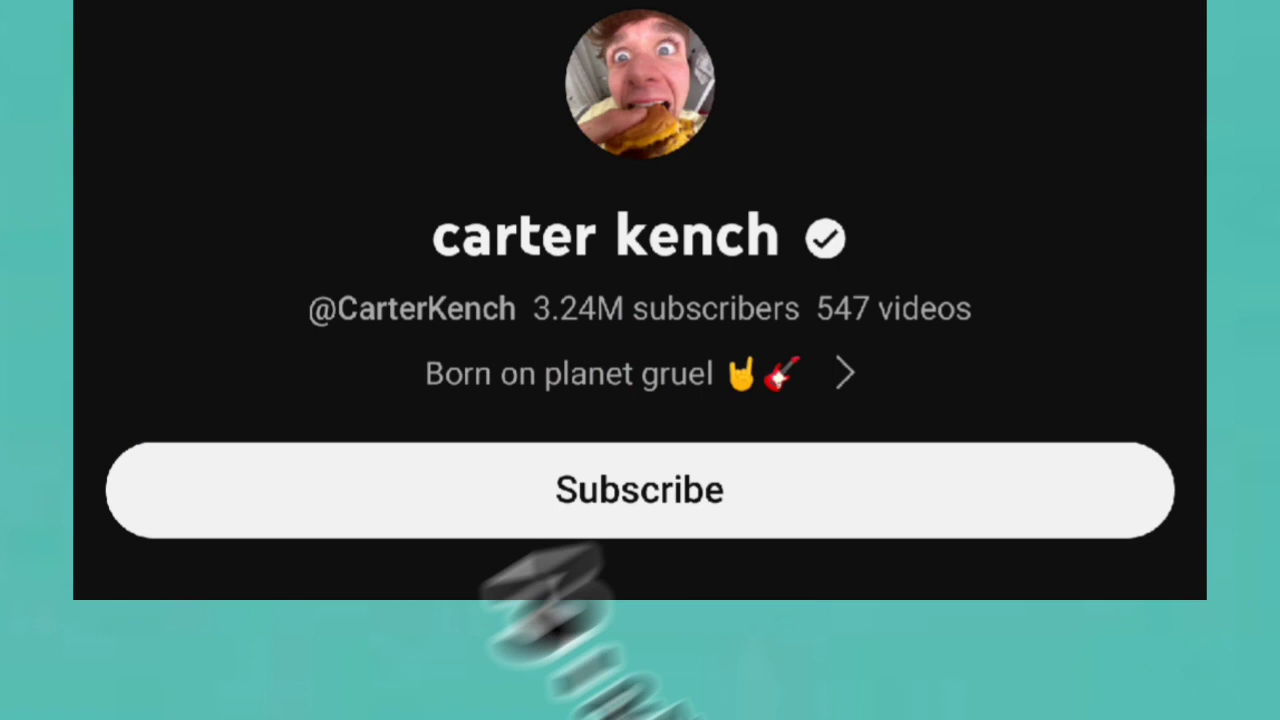 carter kench
@CarterKench 3.24M subscribers 547 videos
Born on planet gruel 🤘🎸
Subscribe